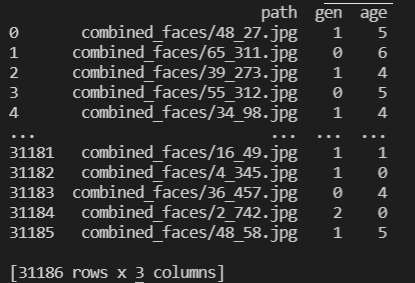 path gen age
0 combined_faces/48_27.jpg 1 5
1 combined_faces/65_311.jpg 0 6
2 combined_faces/39_273.jpg 1 4
3 combined_faces/55_312.jpg 0 5
4 combined_faces/34_98.jpg 1 4
... ... ... ...
31181 combined_faces/16_49.jpg 1 1
31182 combined_faces/4_345.jpg 1 0
31183 combined_faces/36_457.jpg 0 4
31184 combined_faces/2_742.jpg 2 0
31185 combined_faces/48_58.jpg 1 5
[31186 rows x 3 columns]